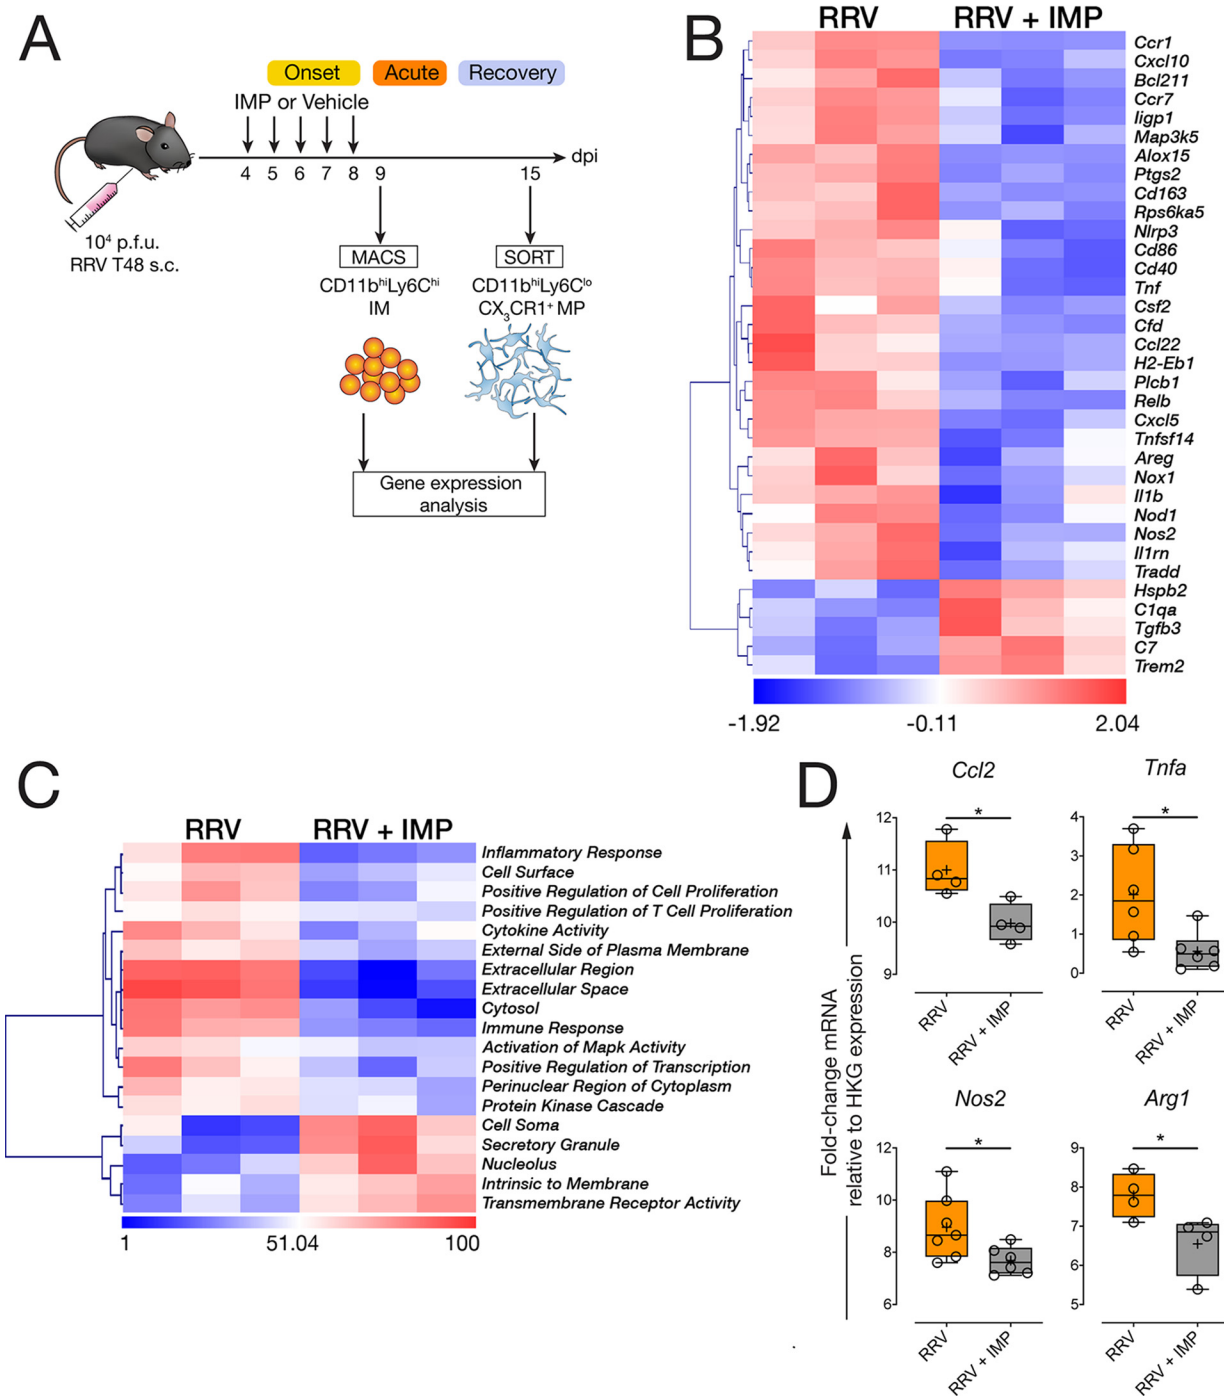 A
Onset
Acute
Recovery
IMP or Vehicle
dpi
4 5 6 7 8 9 15
10⁴ p.f.u.
RRV T48 s.c.
MACS
SORT
CD11bʰⁱLy6Cʰⁱ
IM
CD11bʰⁱLy6Cˡᵒ
CX₃CR1⁺ MP
Gene expression
analysis
B
RRV
RRV + IMP
Ccr1
Cxcl10
Bcl211
Ccr7
Iigp1
Map3k5
Alox15
Ptgs2
Cd163
Rps6ka5
Nlrp3
Cd86
Cd40
Tnf
Csf2
Cfd
Ccl22
H2-Eb1
Plcb1
Relb
Cxcl5
Tnfsf14
Areg
Nox1
Il1b
Nod1
Nos2
Il1rn
Tradd
Hspb2
C1qa
Tgfb3
C7
Trem2
-1.92 -0.11 2.04
C
RRV
RRV + IMP
Inflammatory Response
Cell Surface
Positive Regulation of Cell Proliferation
Positive Regulation of T Cell Proliferation
Cytokine Activity
External Side of Plasma Membrane
Extracellular Region
Extracellular Space
Cytosol
Immune Response
Activation of Mapk Activity
Positive Regulation of Transcription
Perinuclear Region of Cytoplasm
Protein Kinase Cascade
Cell Soma
Secretory Granule
Nucleolus
Intrinsic to Membrane
Transmembrane Receptor Activity
1 51.04 100
D
Fold-change mRNA
relative to HKG expression
Ccl2
12
11
10
9
*
RRV
RRV + IMP
Tnfa
4
3
2
1
0
*
RRV
RRV + IMP
Nos2
12
10
8
6
*
RRV
RRV + IMP
Arg1
9
8
7
6
5
*
RRV
RRV + IMP